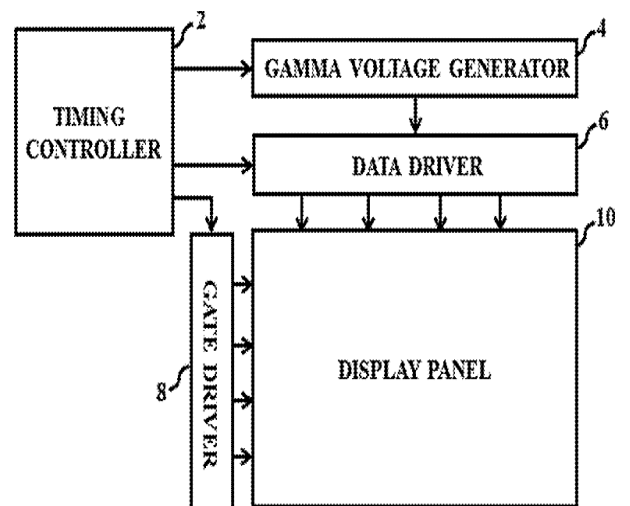 2
4
GAMMA VOLTAGE GENERATOR
TIMING
CONTROLLER
6
DATA DRIVER
10
GATE DRIVER
8
DISPLAY PANEL